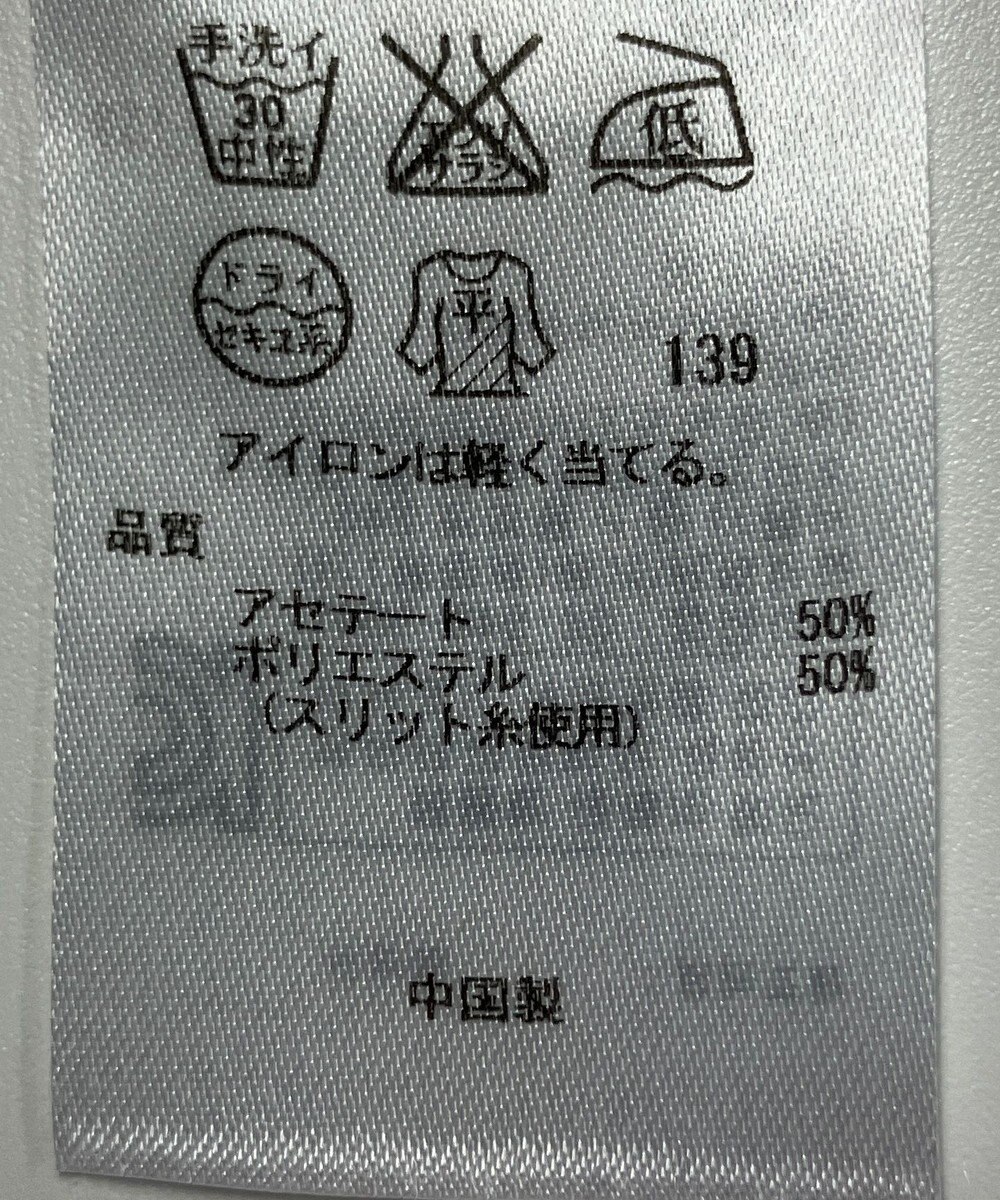 手洗イ
30
中性
エンソ
サラシ
低
ドライ
セキユ系
平
139
アイロンは軽く当てる。
品質
アセテート 50%
ポリエステル 50%
(スリット糸使用)
中国製